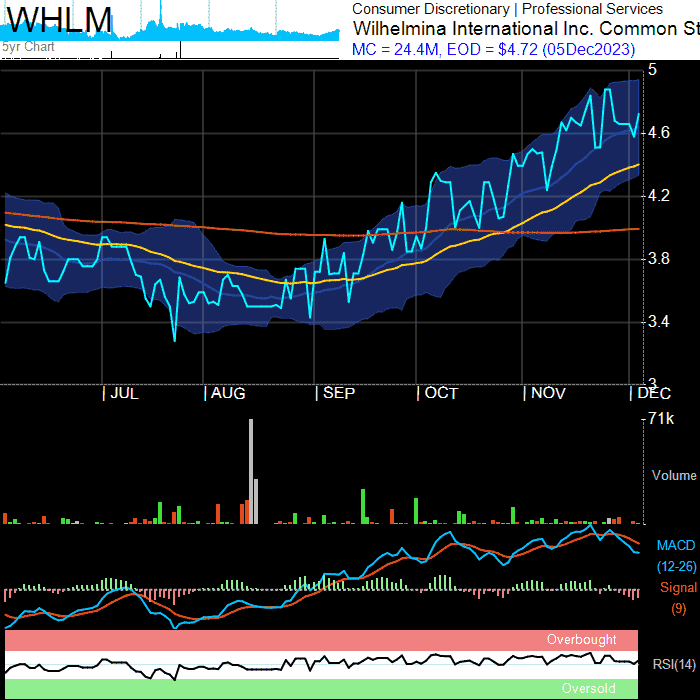 WHLM
5yr Chart
Consumer Discretionary | Professional Services
Wilhelmina International Inc. Common St
MC = 24.4M, EOD = $4.72 (05Dec2023)
5
4.6
4.2
3.8
3.4
3
JUL AUG SEP OCT NOV DEC
71k
Volume
MACD
(12-26)
Signal
(9)
Overbought
RSI(14)
Oversold